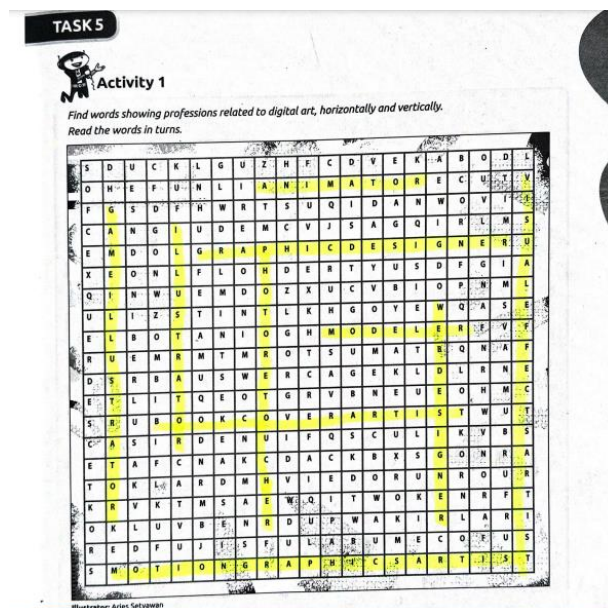 TASK 5
Activity 1
Find words showing professions related to digital art, horizontally and vertically.
Read the words in turns.
S D U C K L G U Z H F C D V E K A B O D L
O H E F U N L I A N I M A T O R E C U T V
F G S D F H W R T S U Q I D A N W O V I I
C A N G I U D E M C V J S A G Q I R L M S
E M D O L G R A P H I C D E S I G N E R U
X E O N L F L O H D E R T Y U S D F G I A
Q I N W U E M D O Z X U C V B I O P N M L
U L I Z S T I N T L K H G O Y E W Q A S E
E L B O T A N I O G H M O D E L E R F V F
R U E M R M T M R O T S U M A T B Q N A F
D S R B A U S W E R C A G E K L D L R N E
E T L I T Q E O T G R V B N E U E O H M C
S R U B O O K C O V E R A R T I S T W U T
C A S I R D E N U I F Q S C U L I K V B S
E T A F C N A K C D A C K B X S G O N R A
T O K L A R D M H V I E D O R U N R O U R
K R V K T M S A E W Q I T W O K E N R F T
O K L U V B E N R D U P W A K I R L A R I
R E D F U J I S F U L A B U M E C O F U S
S M O T I O N G R A P H I C S A R T I S T
Illustrator: Aries Setyawan